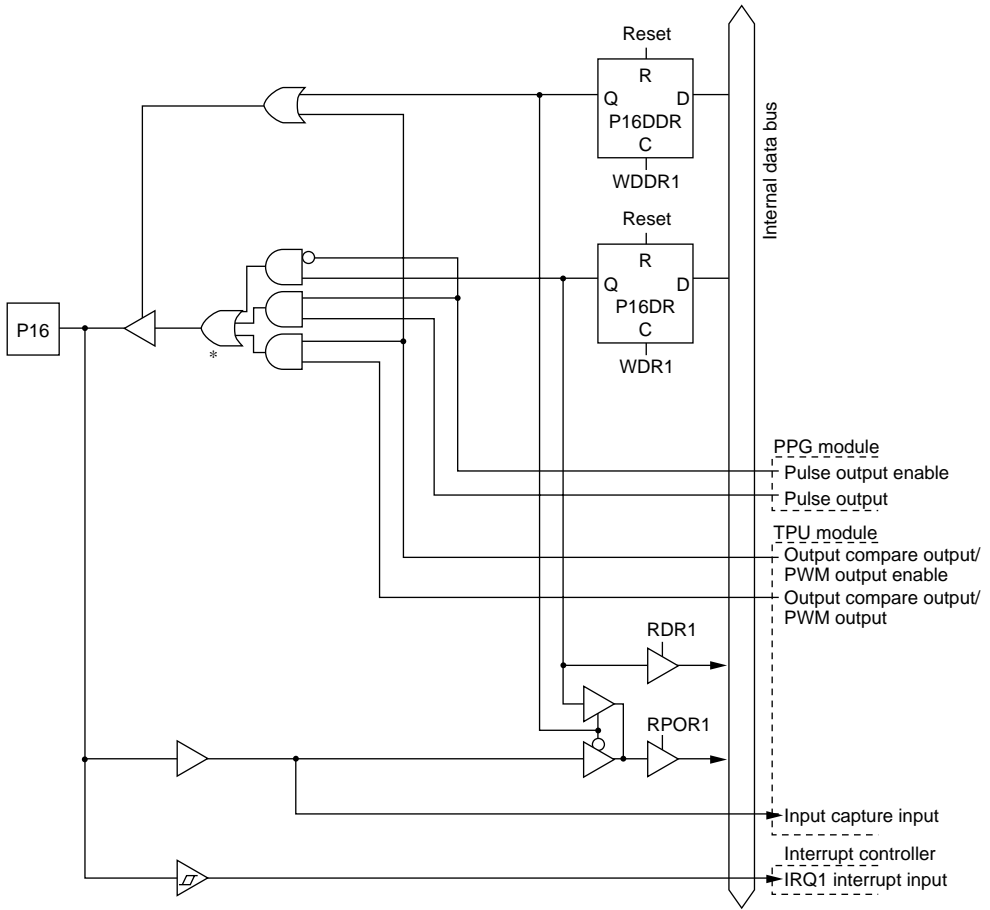 Reset
R
Q D
P16DDR
C
WDDR1
Internal data bus
Reset
R
Q D
P16DR
C
WDR1
P16
*
PPG module
Pulse output enable
Pulse output
TPU module
Output compare output/
PWM output enable
Output compare output/
PWM output
RDR1
RPOR1
Input capture input
Interrupt controller
IRQ1 interrupt input